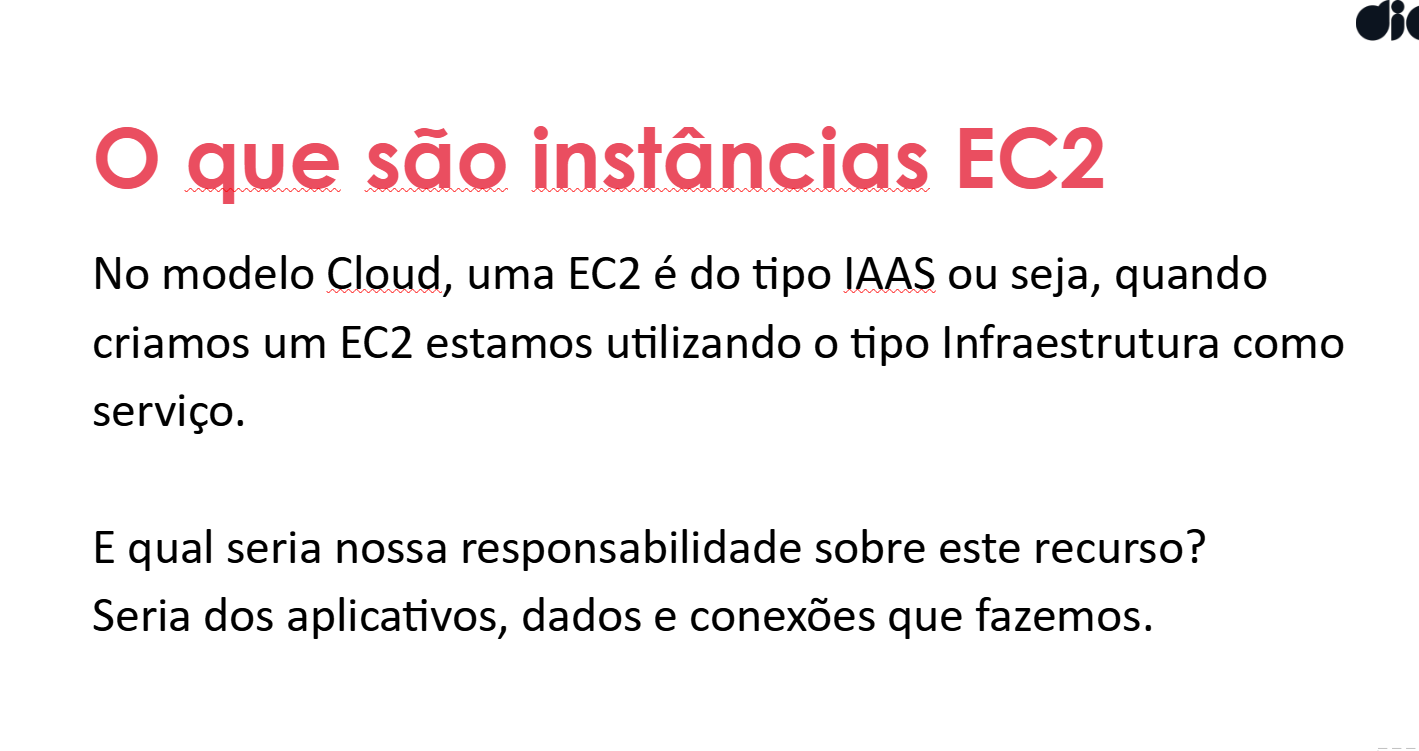 O que são instâncias EC2
No modelo Cloud, uma EC2 é do tipo IAAS ou seja, quando
criamos um EC2 estamos utilizando o tipo Infraestrutura como
serviço.
E qual seria nossa responsabilidade sobre este recurso?
Seria dos aplicativos, dados e conexões que fazemos.